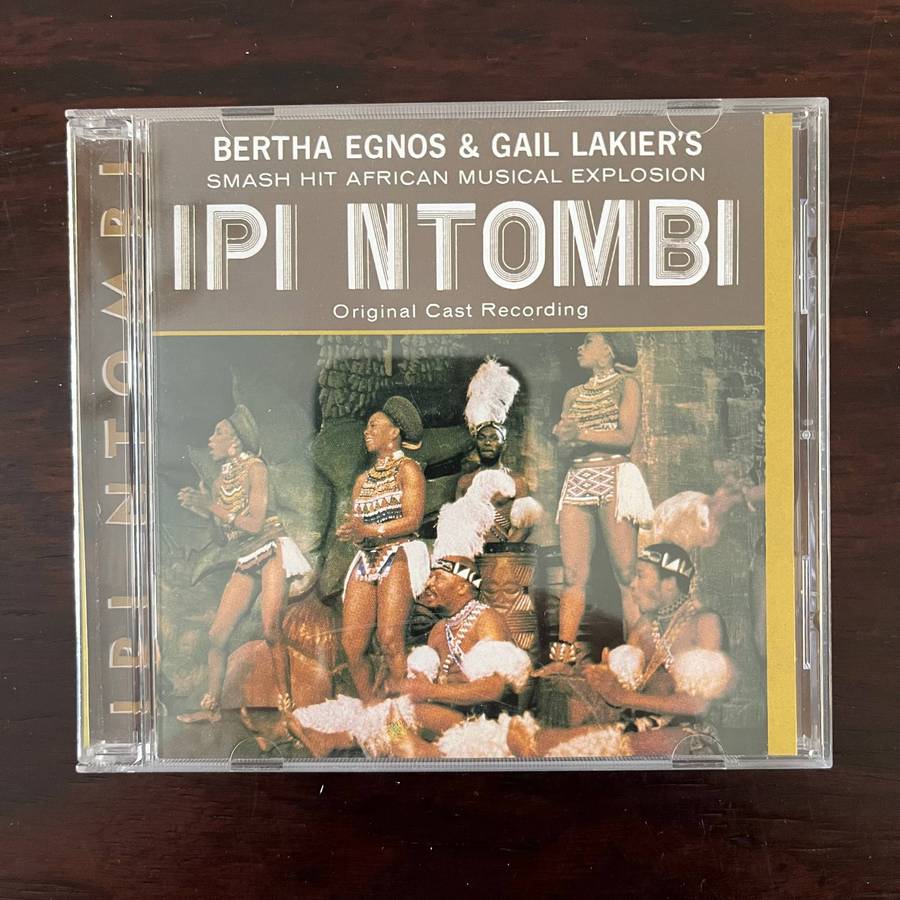 BERTHA EGNOS & GAIL LAKIER'S
SMASH HIT AFRICAN MUSICAL EXPLOSION
IPI NTOMBI
Original Cast Recording
IPI NTOMBI